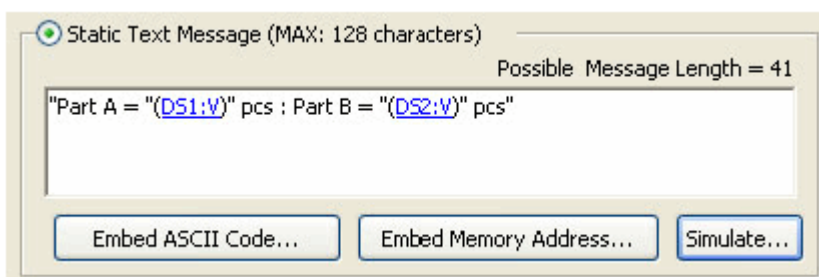 Static Text Message (MAX: 128 characters)
Possible Message Length = 41
"Part A = "(DS1:V)" pcs : Part B = "(DS2:V)" pcs"
Embed ASCII Code... Embed Memory Address... Simulate...